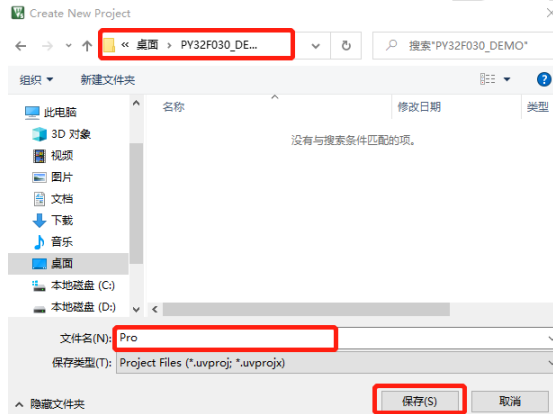 Create New Project
« 桌面 › PY32F030_DE...
搜索"PY32F030_DEMO"
组织
新建文件夹
名称
修改日期
类型
没有与搜索条件匹配的项。
此电脑
3D 对象
视频
图片
文档
下载
音乐
桌面
本地磁盘 (C:)
本地磁盘 (D:)
文件名(N): Pro
保存类型(T): Project Files (*.uvproj; *.uvprojx)
隐藏文件夹
保存(S)
取消